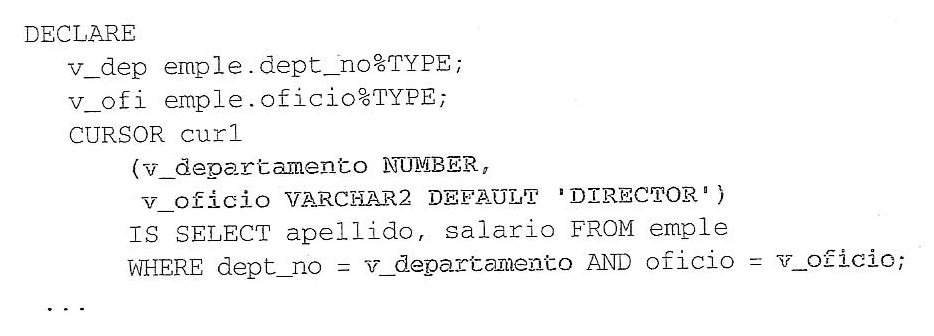 DECLARE
v_dep emple.dept_no%TYPE;
v_ofi emple.oficio%TYPE;
CURSOR cur1
(v_departamento NUMBER,
v_oficio VARCHAR2 DEFAULT 'DIRECTOR')
IS SELECT apellido, salario FROM emple
WHERE dept_no = v_departamento AND oficio = v_oficio;
...